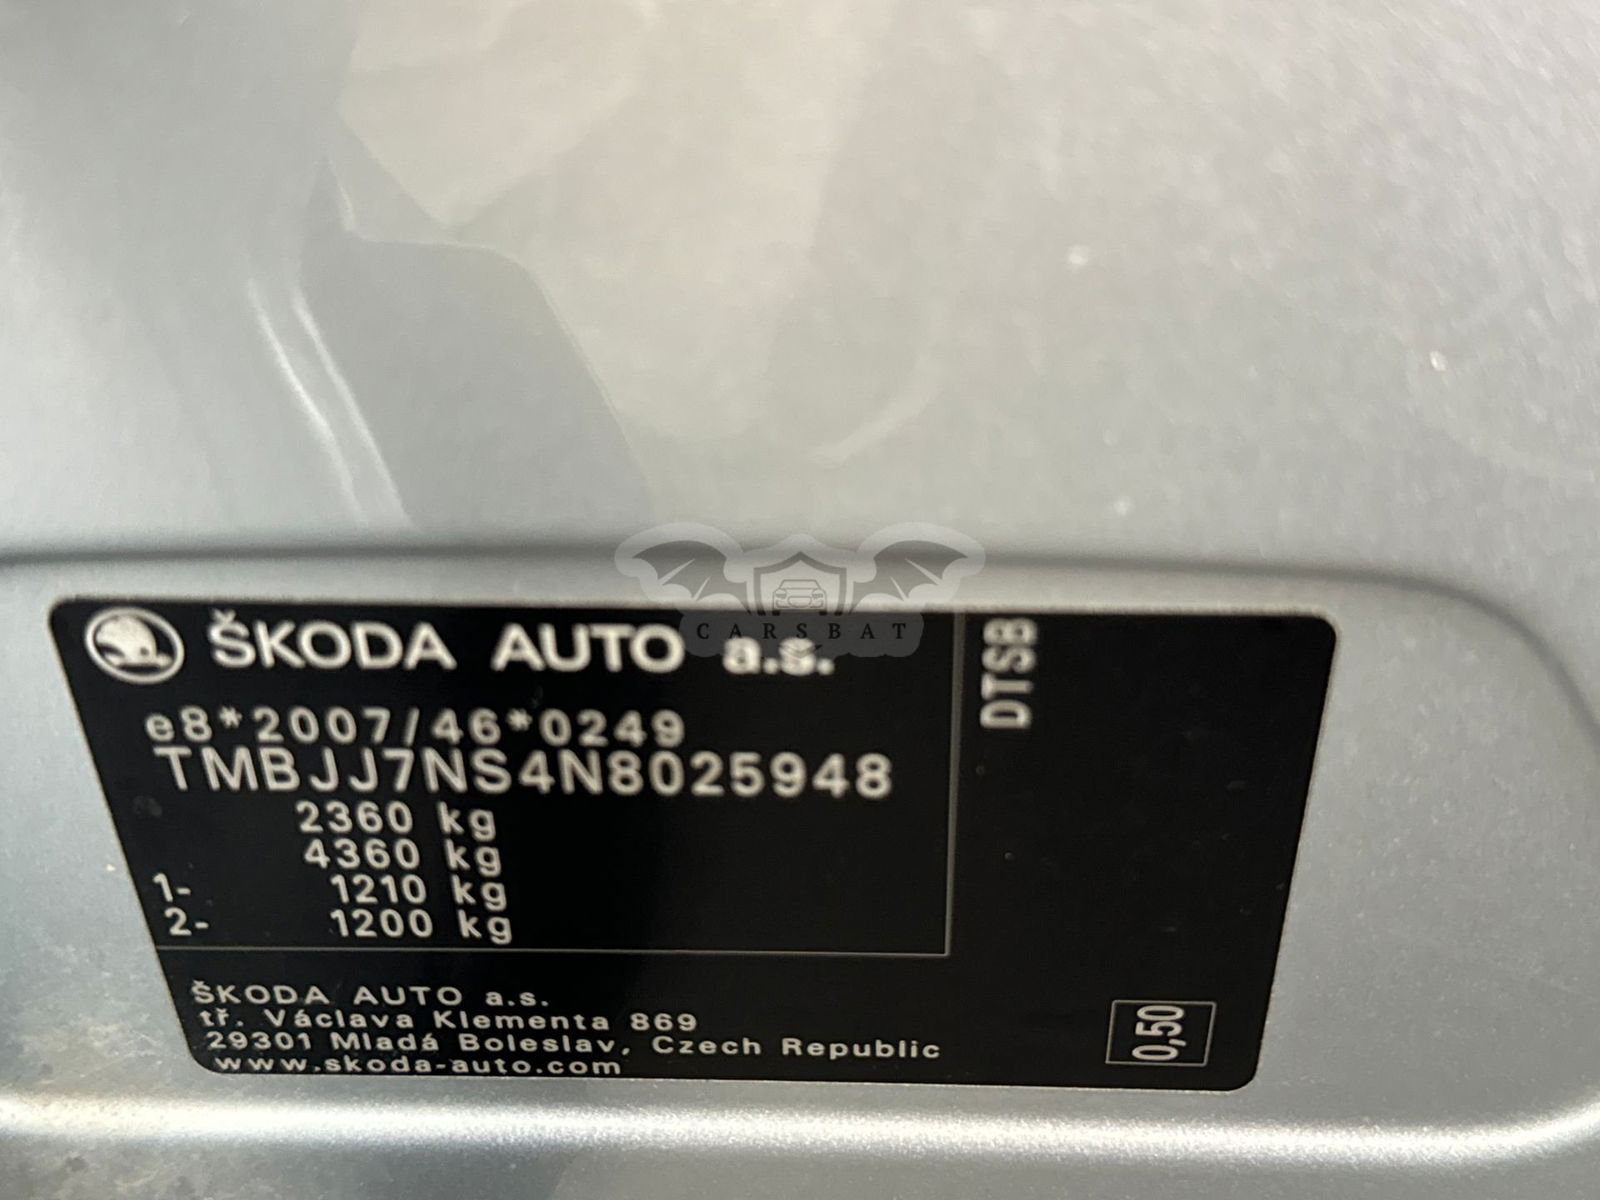 ŠKODA AUTO a.s.
e8*2007/46*0249
TMBJJ7NS4N8025948
2360 kg
4360 kg
1- 1210 kg
2- 1200 kg
DTSB
ŠKODA AUTO a.s.
tř. Václava Klementa 869
29301 Mladá Boleslav, Czech Republic
www.skoda-auto.com
0,50
CARSBAT